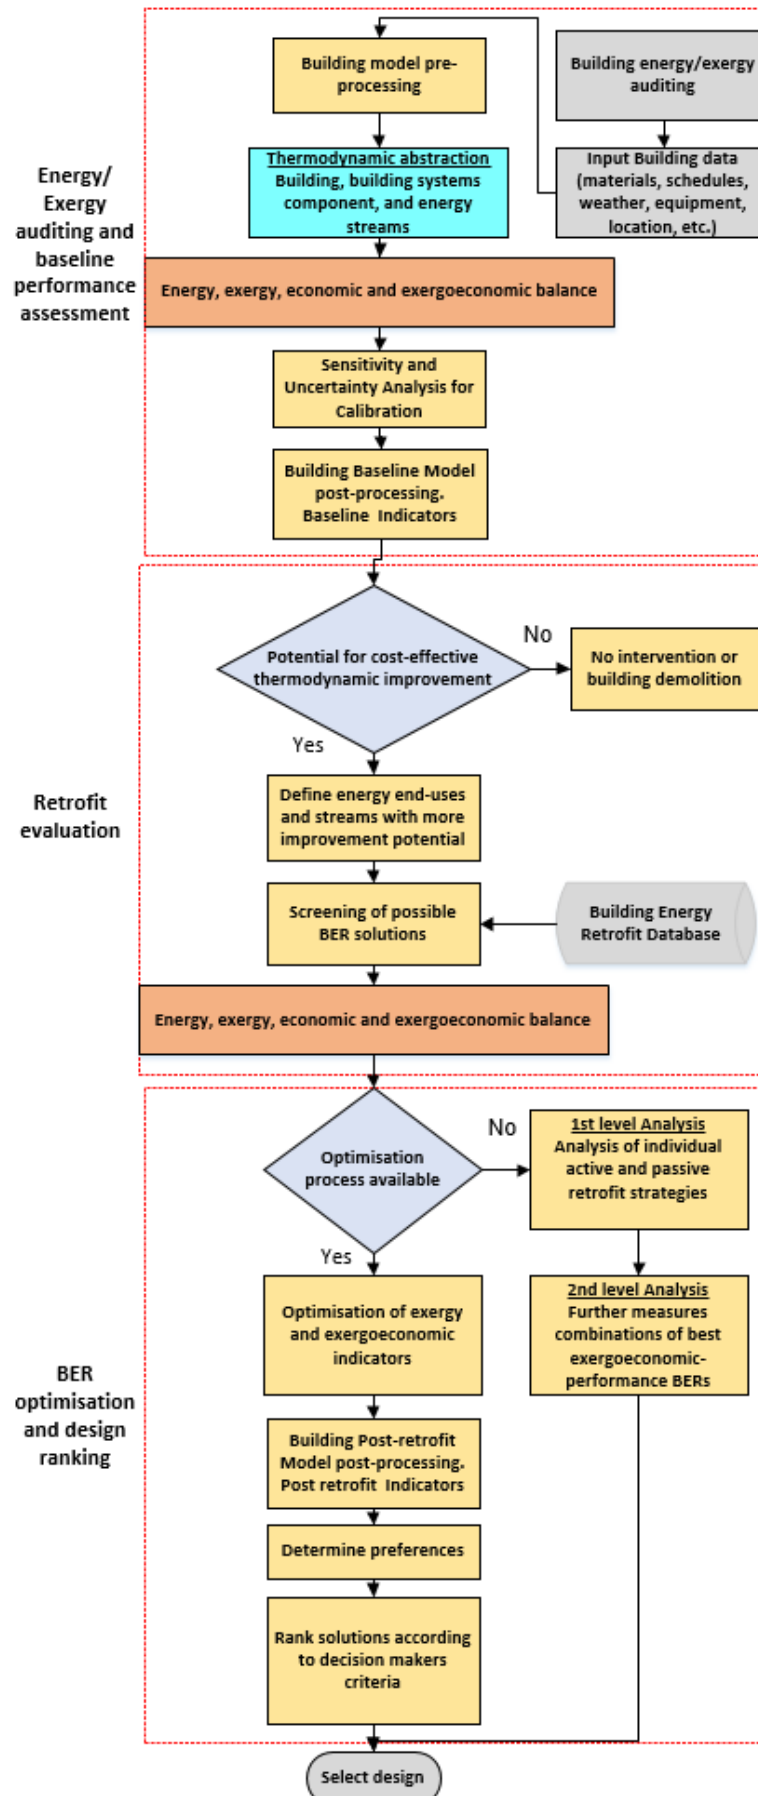 Energy/
Exergy
auditing and
baseline
performance
assessment
Building model pre-
processing
Building energy/exergy
auditing
Thermodynamic abstraction
Building, building systems
component, and energy
streams
Input Building data
(materials, schedules,
weather, equipment,
location, etc.)
Energy, exergy, economic and exergoeconomic balance
Sensitivity and
Uncertainty Analysis for
Calibration
Building Baseline Model
post-processing.
Baseline Indicators
Retrofit
evaluation
Potential for cost-effective
thermodynamic improvement
No
No intervention or
building demolition
Yes
Define energy end-uses
and streams with more
improvement potential
Screening of possible
BER solutions
Building Energy
Retrofit Database
Energy, exergy, economic and exergoeconomic balance
BER
optimisation
and design
ranking
Optimisation
process available
No
1st level Analysis
Analysis of individual
active and passive
retrofit strategies
Yes
2nd level Analysis
Further measures
combinations of best
exergoeconomic-
performance BERs
Optimisation of exergy
and exergoeconomic
indicators
Building Post-retrofit
Model post-processing.
Post retrofit Indicators
Determine preferences
Rank solutions according
to decision makers
criteria
Select design